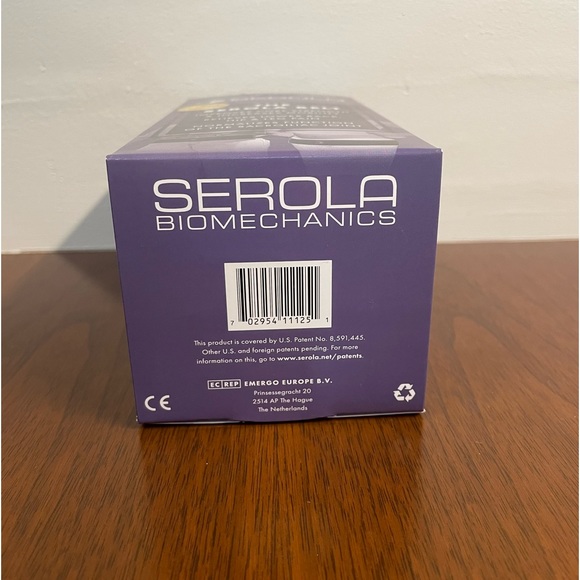 SEROLA
BIOMECHANICS
7 02954 11125 1
This product is covered by U.S. Patent No. 8,591,445.
Other U.S. and foreign patents pending. For more
information on this, go to www.serola.net/patents.
EC REP EMERGO EUROPE B.V.
Prinsessegracht 20
2514 AP The Hague
The Netherlands
CE